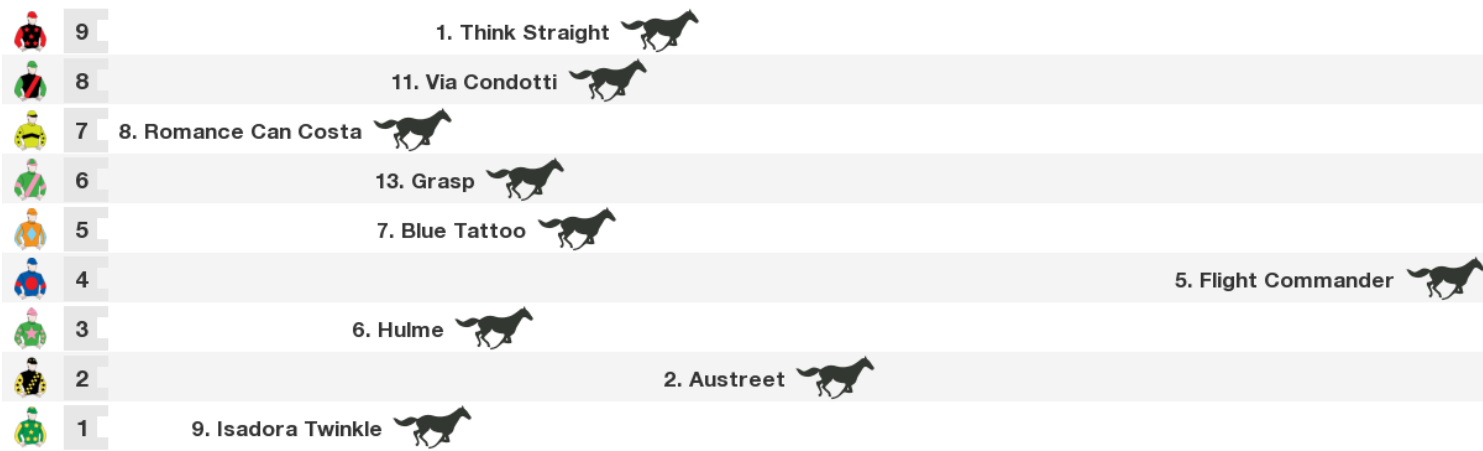 9 1. Think Straight
8 11. Via Condotti
7 8. Romance Can Costa
6 13. Grasp
5 7. Blue Tattoo
4 5. Flight Commander
3 6. Hulme
2 2. Austreet
1 9. Isadora Twinkle